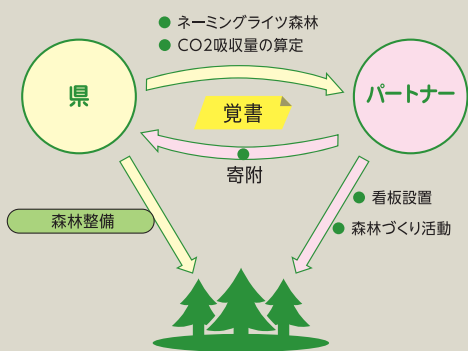 ネーミングライツ森林
CO2吸収量の算定
県
パートナー
覚書
寄附
看板設置
森林整備
森林づくり活動